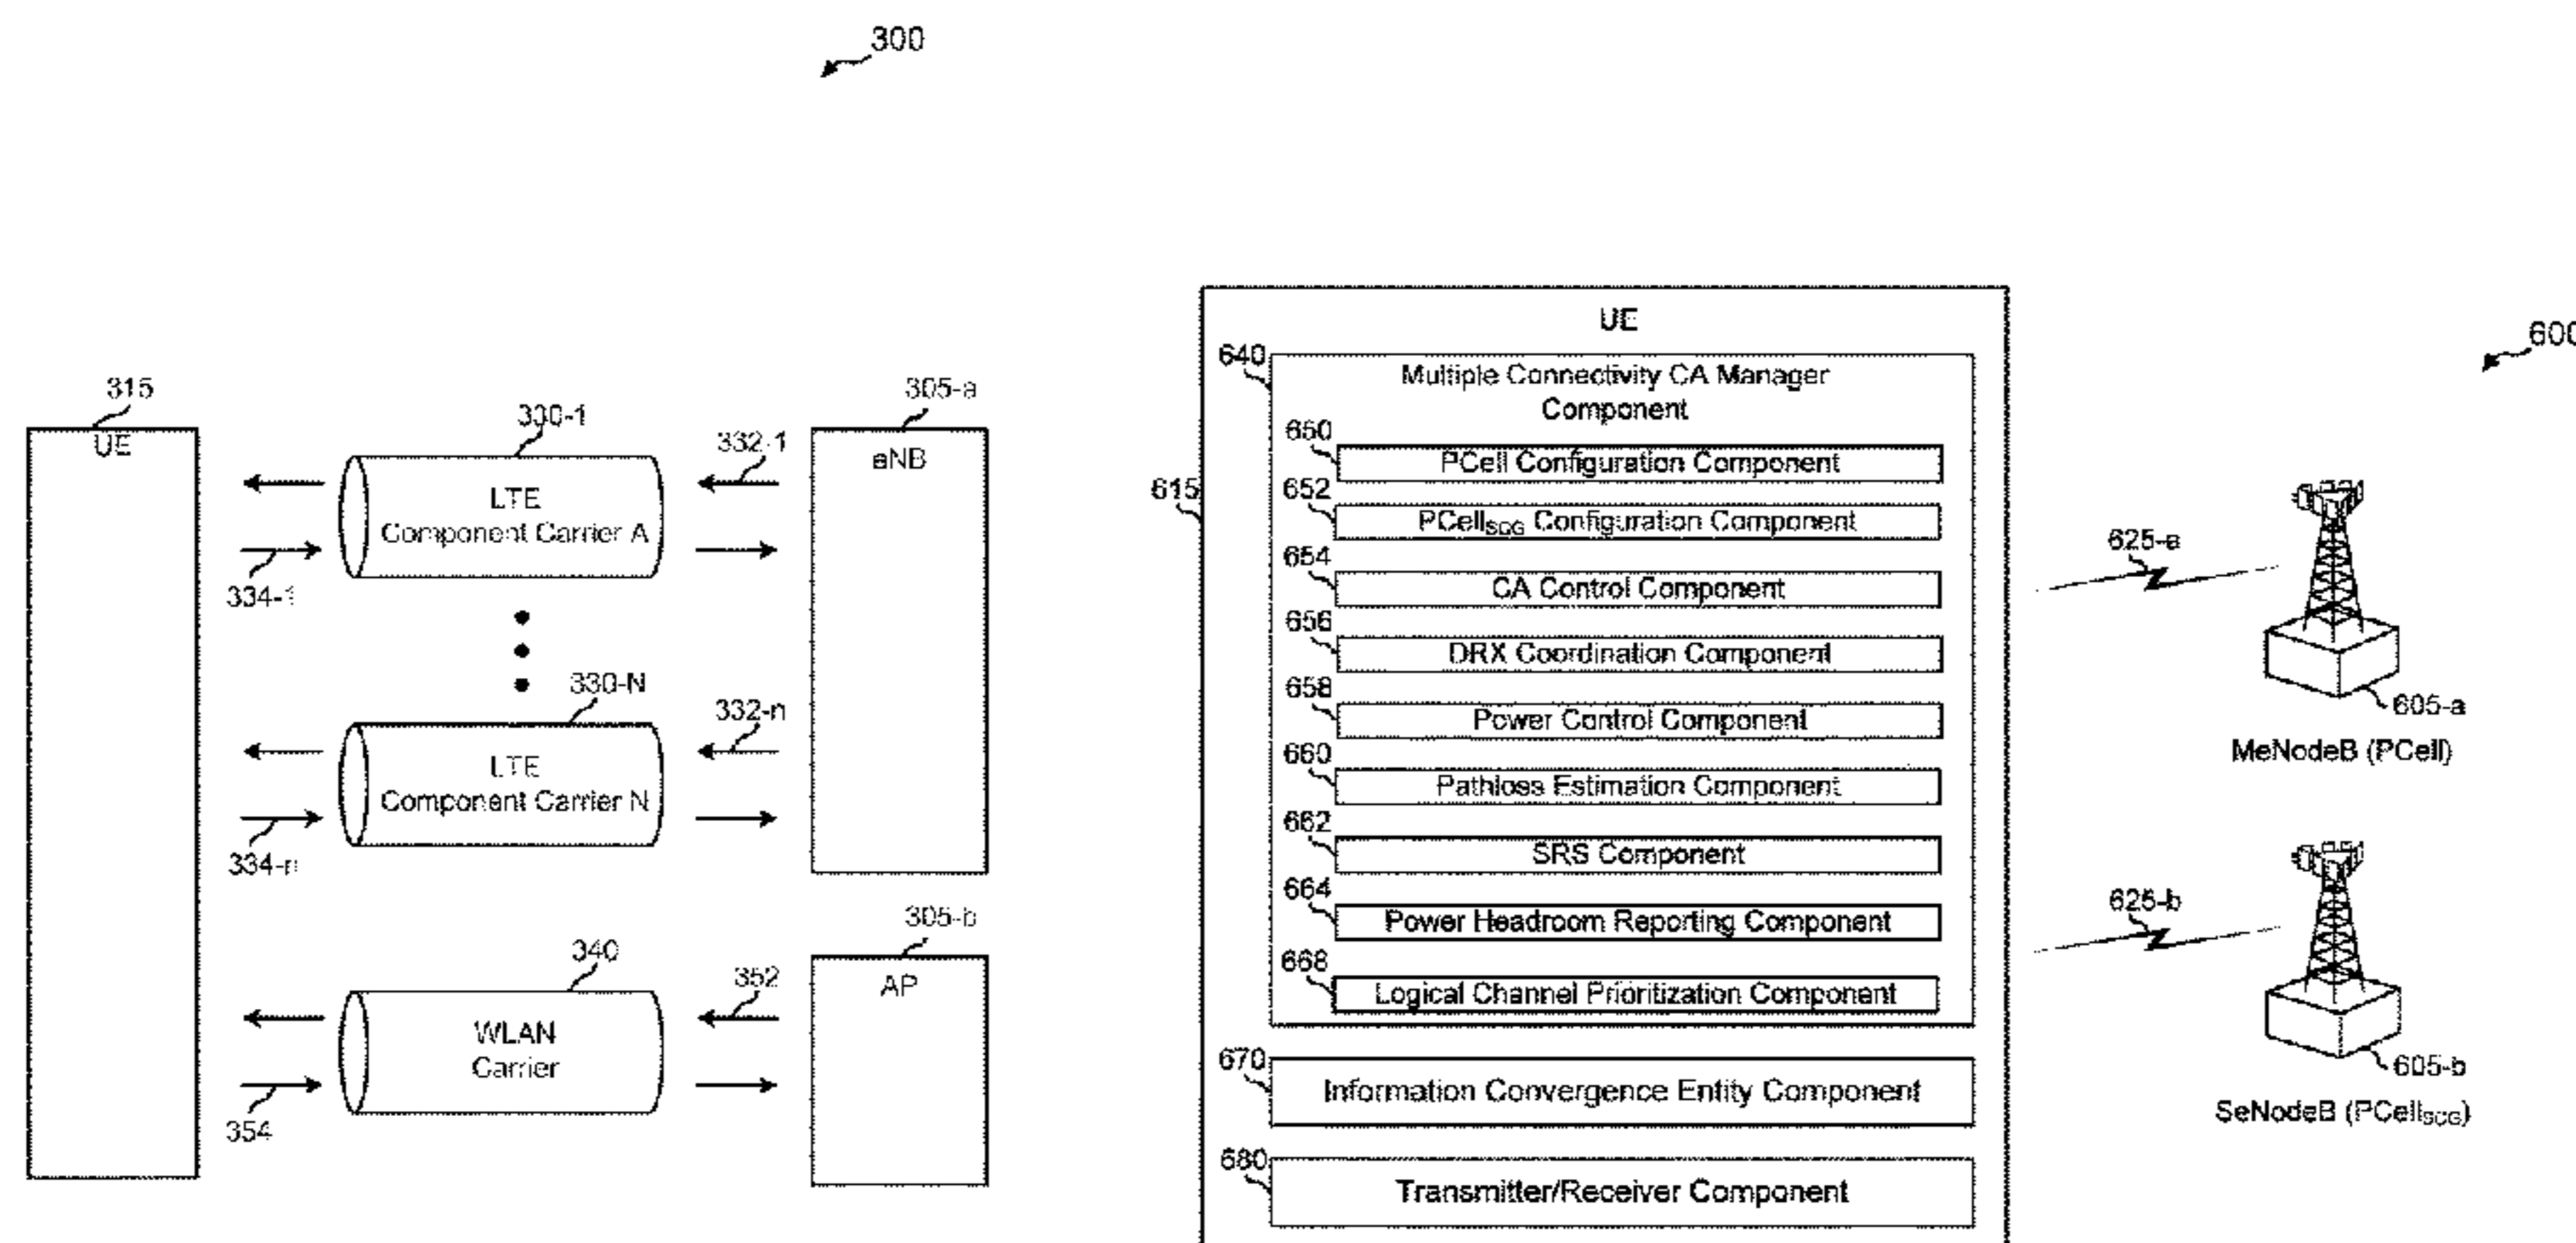 300
315
UE
330-1
LTE
Component Carrier A
332-1
334-1
305-a
eNB
330-N
LTE
Component Carrier N
332-n
334-n
305-b
AP
340
WLAN
Carrier
352
354
600
UE
615
640
Multiple Connectivity CA Manager
Component
650
PCell Configuration Component
652
PCellSCG Configuration Component
654
CA Control Component
656
DRX Coordination Component
658
Power Control Component
660
Pathloss Estimation Component
662
SRS Component
664
Power Headroom Reporting Component
668
Logical Channel Prioritization Component
670
Information Convergence Entity Component
680
Transmitter/Receiver Component
625-a
605-a
MeNodeB (PCell)
625-b
605-b
SeNodeB (PCellSCG)